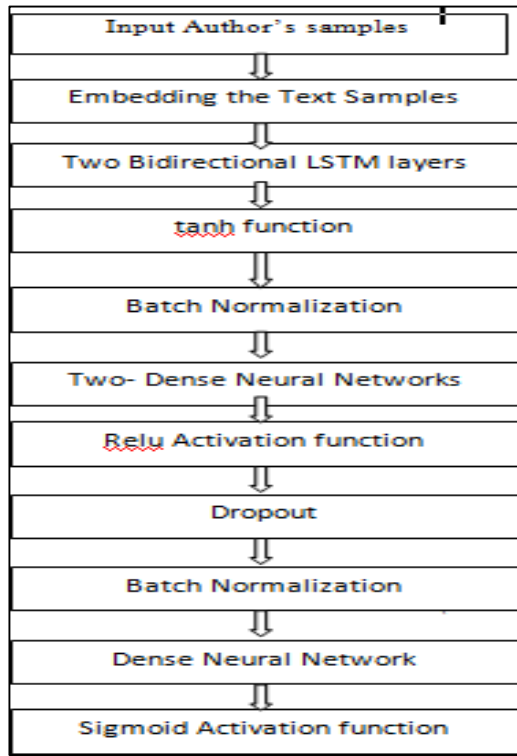 Input Author's samples
Embedding the Text Samples
Two Bidirectional LSTM layers
tanh function
Batch Normalization
Two- Dense Neural Networks
Relu Activation function
Dropout
Batch Normalization
Dense Neural Network
Sigmoid Activation function